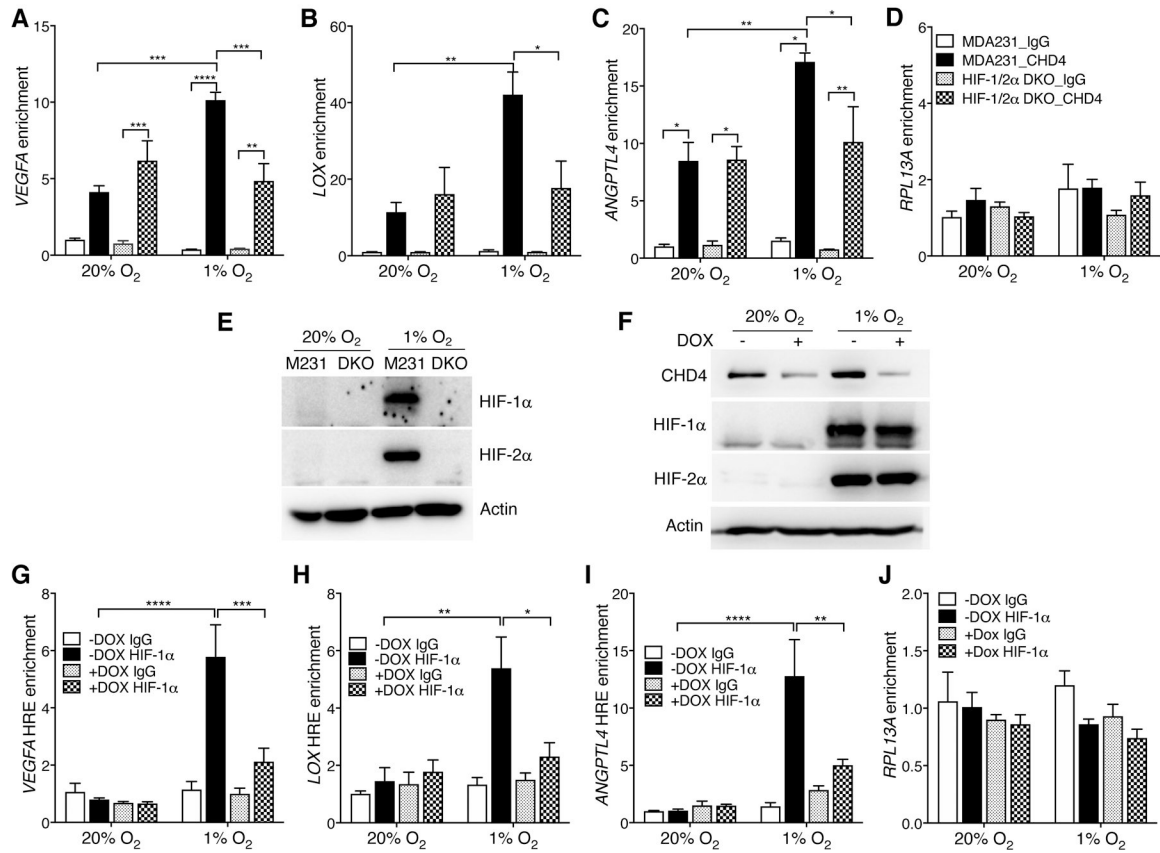 A
VEGFA enrichment
15
10
5
0
***
***
****
***
**
20% O2
1% O2
B
LOX enrichment
60
40
20
0
**
*
20% O2
1% O2
C
ANGPTL4 enrichment
20
15
10
5
0
**
*
*
**
*
*
20% O2
1% O2
D
RPL13A enrichment
6
4
2
0
MDA231_IgG
MDA231_CHD4
HIF-1/2α DKO_IgG
HIF-1/2α DKO_CHD4
20% O2
1% O2
E
20% O2 1% O2
M231 DKO M231 DKO
HIF-1α
HIF-2α
Actin
F
20% O2 1% O2
DOX - + - +
CHD4
HIF-1α
HIF-2α
Actin
G
VEGFA HRE enrichment
8
6
4
2
0
****
***
-DOX IgG
-DOX HIF-1α
+DOX IgG
+DOX HIF-1α
20% O2
1% O2
H
LOX HRE enrichment
8
6
4
2
0
**
*
-DOX IgG
-DOX HIF-1α
+DOX IgG
+DOX HIF-1α
20% O2
1% O2
I
ANGPTL4 HRE enrichment
20
15
10
5
0
****
**
-DOX IgG
-DOX HIF-1α
+DOX IgG
+DOX HIF-1α
20% O2
1% O2
J
RPL13A enrichment
2.0
1.5
1.0
0.5
0.0
-DOX IgG
-DOX HIF-1α
+Dox IgG
+Dox HIF-1α
20% O2
1% O2